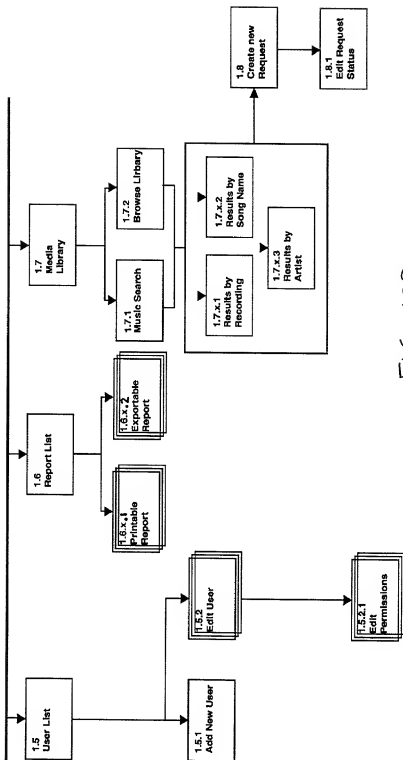 1.5
User List
1.5.1
Add New User
1.5.2
Edit User
1.5.2.1
Edit
Permissions
1.6
Report List
1.6.x.1
Printable
Report
1.6.x.2
Exportable
Report
1.7
Media
Library
1.7.1
Music Search
1.7.2
Browse Lirbary
1.7.x.1
Results by
Recording
1.7.x.2
Results by
Song Name
1.7.x.3
Results by
Artist
1.8
Create new
Request
1.8.1
Edit Request
Status